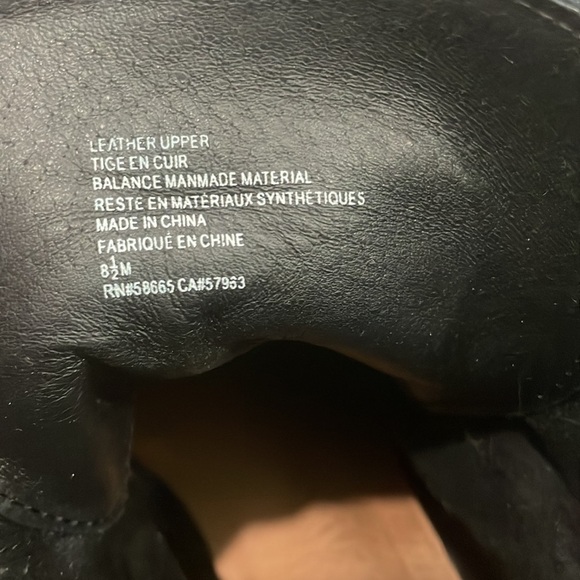 LEATHER UPPER
TIGE EN CUIR
BALANCE MANMADE MATERIAL
RESTE EN MATÉRIAUX SYNTHÉTIQUES
MADE IN CHINA
FABRIQUÉ EN CHINE
8½M
RN#58665 CA#57963